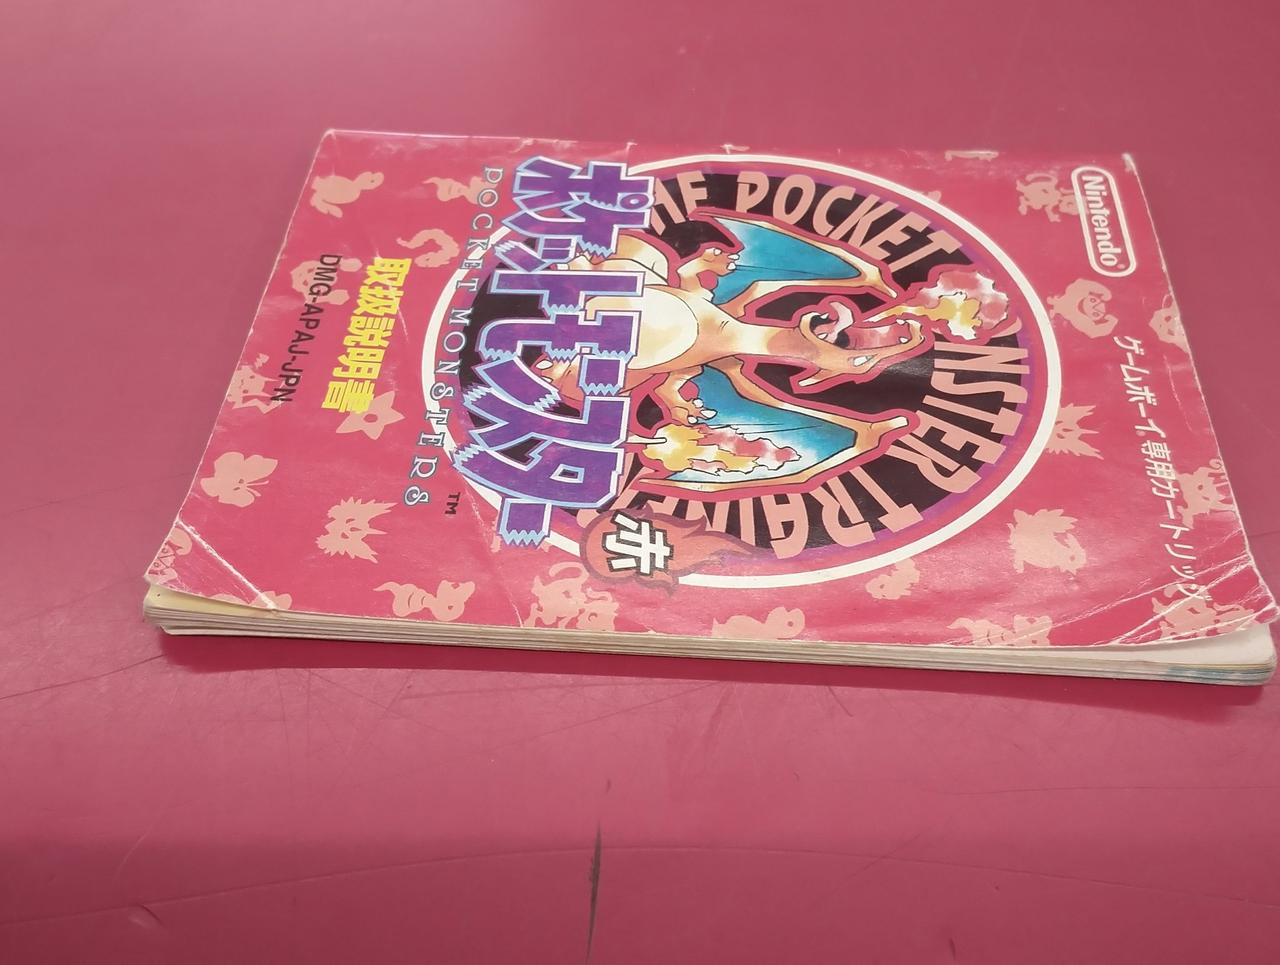 Nintendo®
ゲームボーイ専用カートリッジ
THE POCKET MONSTER TRAINER
ポケットモンスター
赤
POCKET MONSTERS™
取扱説明書
DMG-APAJ-JPN